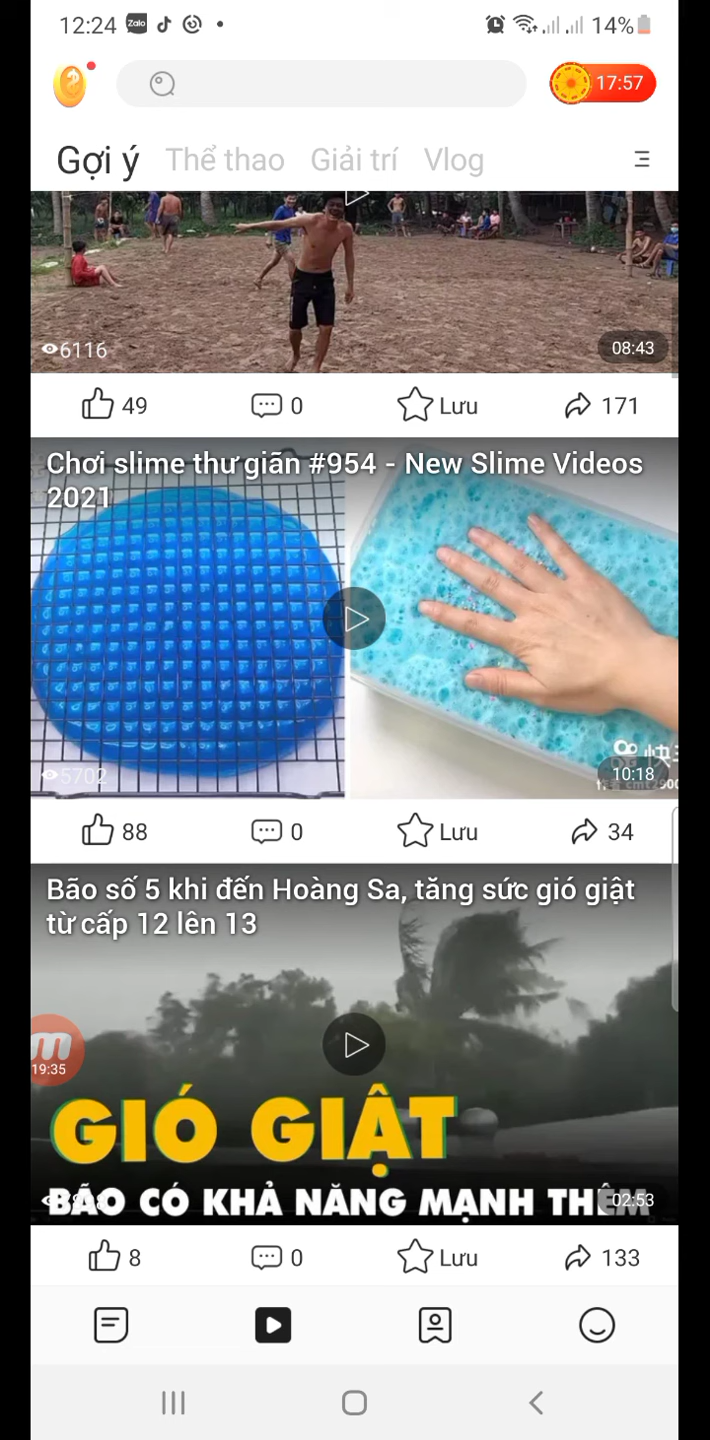 12:24 Zalo 14%
17:57
Gợi ý Thể thao Giải trí Vlog
6116 08:43
49 0 Lưu 171
Chơi slime thư giãn #954 - New Slime Videos
2021
5702 10:18
88 0 Lưu 34
Bão số 5 khi đến Hoàng Sa, tăng sức gió giật
từ cấp 12 lên 13
19:35
GIÓ GIẬT
BÃO CÓ KHẢ NĂNG MẠNH THÊM
02:53
8 0 Lưu 133